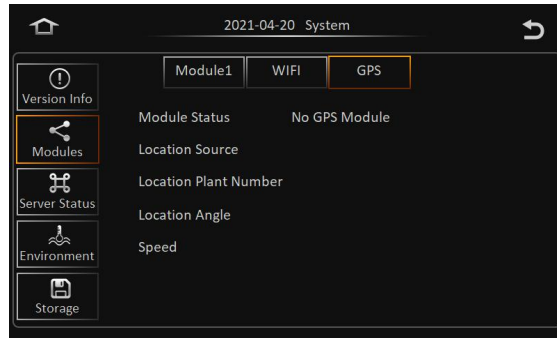 2021-04-20 System
Module1 WIFI GPS
Version Info
Modules
Server Status
Environment
Storage
Module Status No GPS Module
Location Source
Location Plant Number
Location Angle
Speed